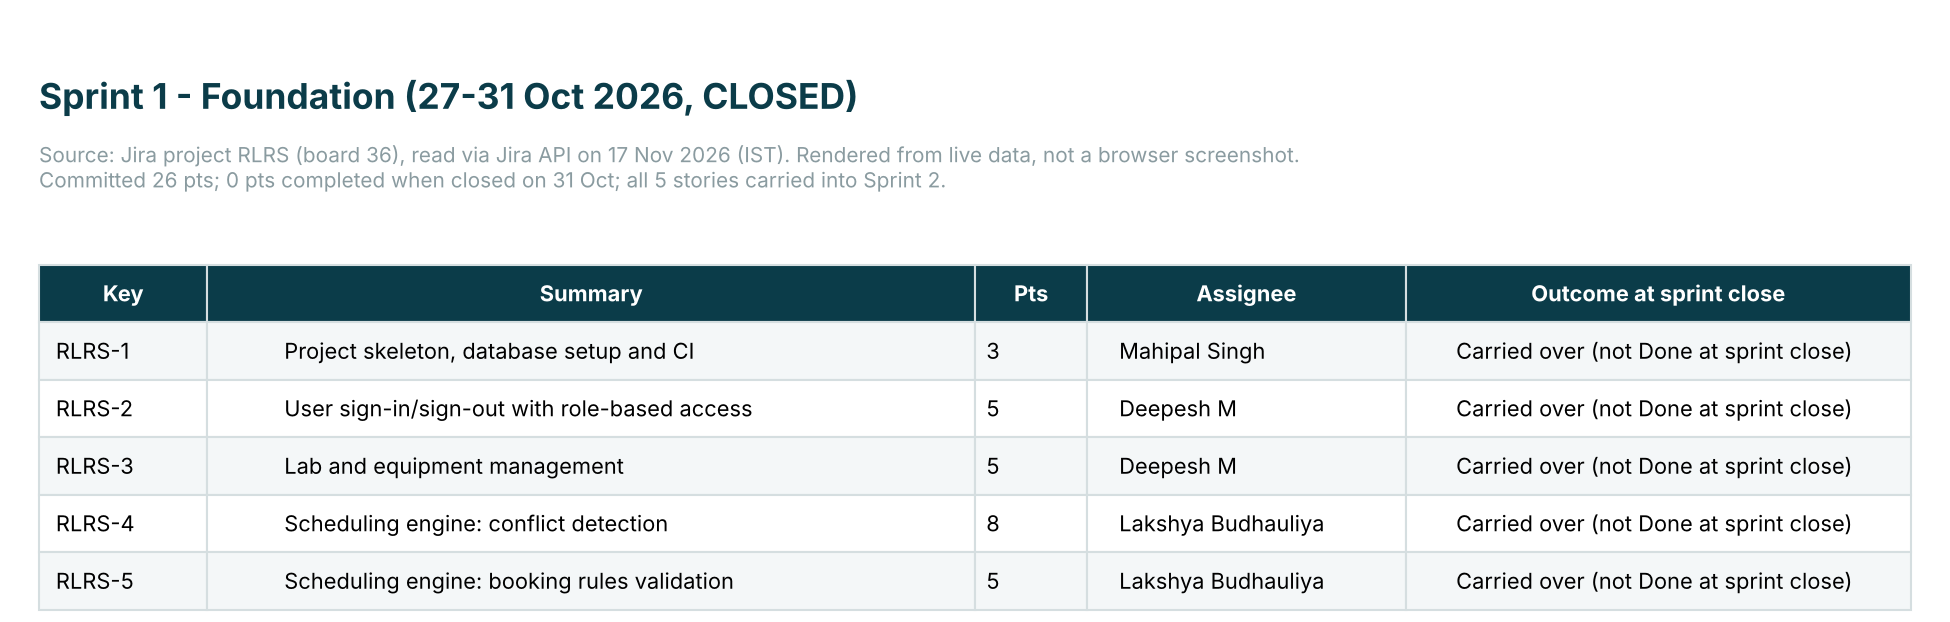 Sprint 1 - Foundation (27-31 Oct 2026, CLOSED)
Source: Jira project RLRS (board 36), read via Jira API on 17 Nov 2026 (IST). Rendered from live data, not a browser screenshot.
Committed 26 pts; 0 pts completed when closed on 31 Oct; all 5 stories carried into Sprint 2.
Key Summary Pts Assignee Outcome at sprint close
RLRS-1 Project skeleton, database setup and CI 3 Mahipal Singh Carried over (not Done at sprint close)
RLRS-2 User sign-in/sign-out with role-based access 5 Deepesh M Carried over (not Done at sprint close)
RLRS-3 Lab and equipment management 5 Deepesh M Carried over (not Done at sprint close)
RLRS-4 Scheduling engine: conflict detection 8 Lakshya Budhauliya Carried over (not Done at sprint close)
RLRS-5 Scheduling engine: booking rules validation 5 Lakshya Budhauliya Carried over (not Done at sprint close)